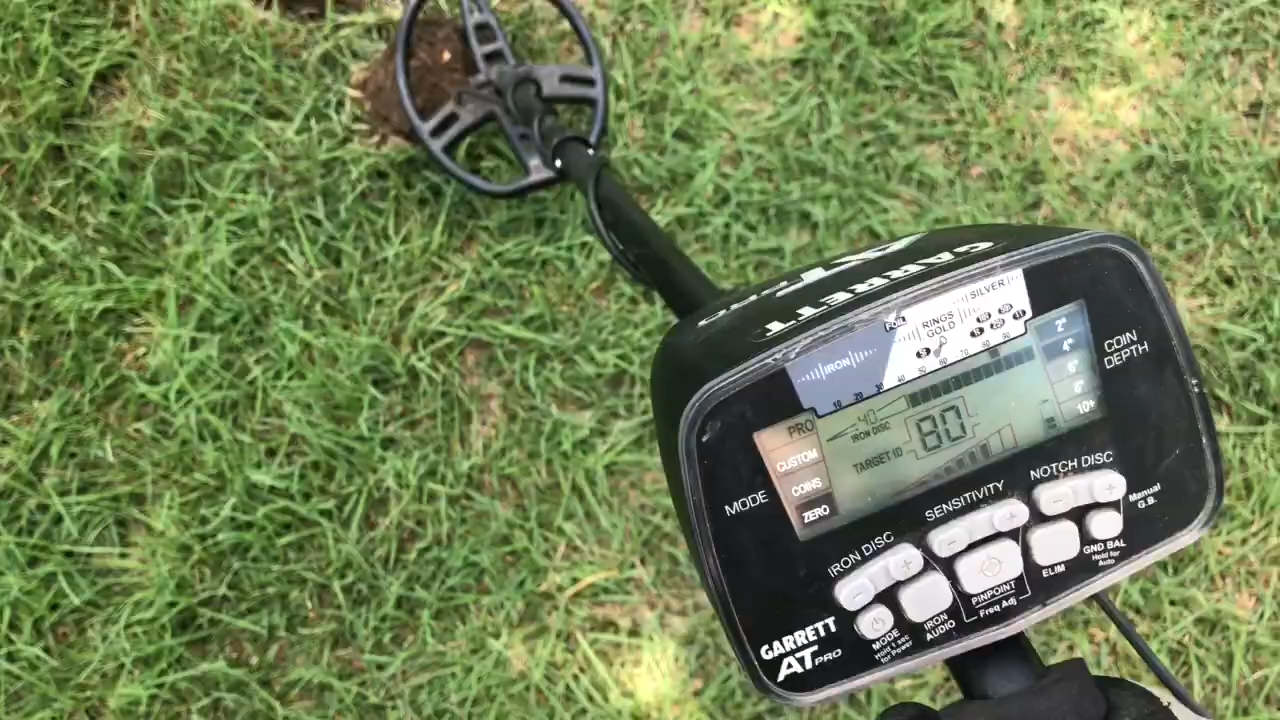 GARRETT
AT PRO
SILVER
RINGS
GOLD
FOIL
IRON
10 20 30 40 50 60 70 80 90
2"
4"
6"
8"
10+
COIN
DEPTH
PRO
CUSTOM
COINS
ZERO
MODE
40
IRON DISC
TARGET ID
80
IRON DISC
SENSITIVITY
NOTCH DISC
- +
- +
- +
Manual
G.B.
MODE
Hold 1 sec
for Power
IRON
AUDIO
PINPOINT
Freq Adj
ELIM
GND BAL
Hold for
Auto
GARRETT
AT PRO